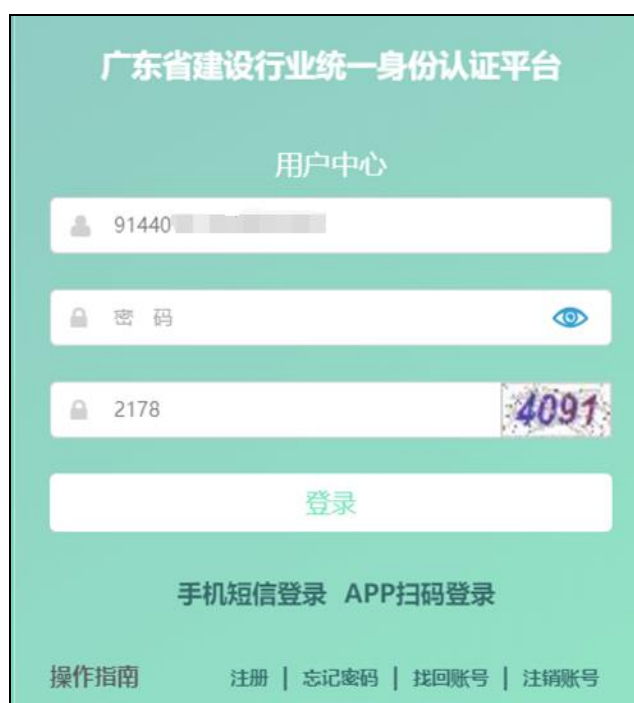 广东省建设行业统一身份认证平台
用户中心
91440
密 码
2178 4091
登录
手机短信登录 APP扫码登录
操作指南 注册 | 忘记密码 | 找回账号 | 注销账号